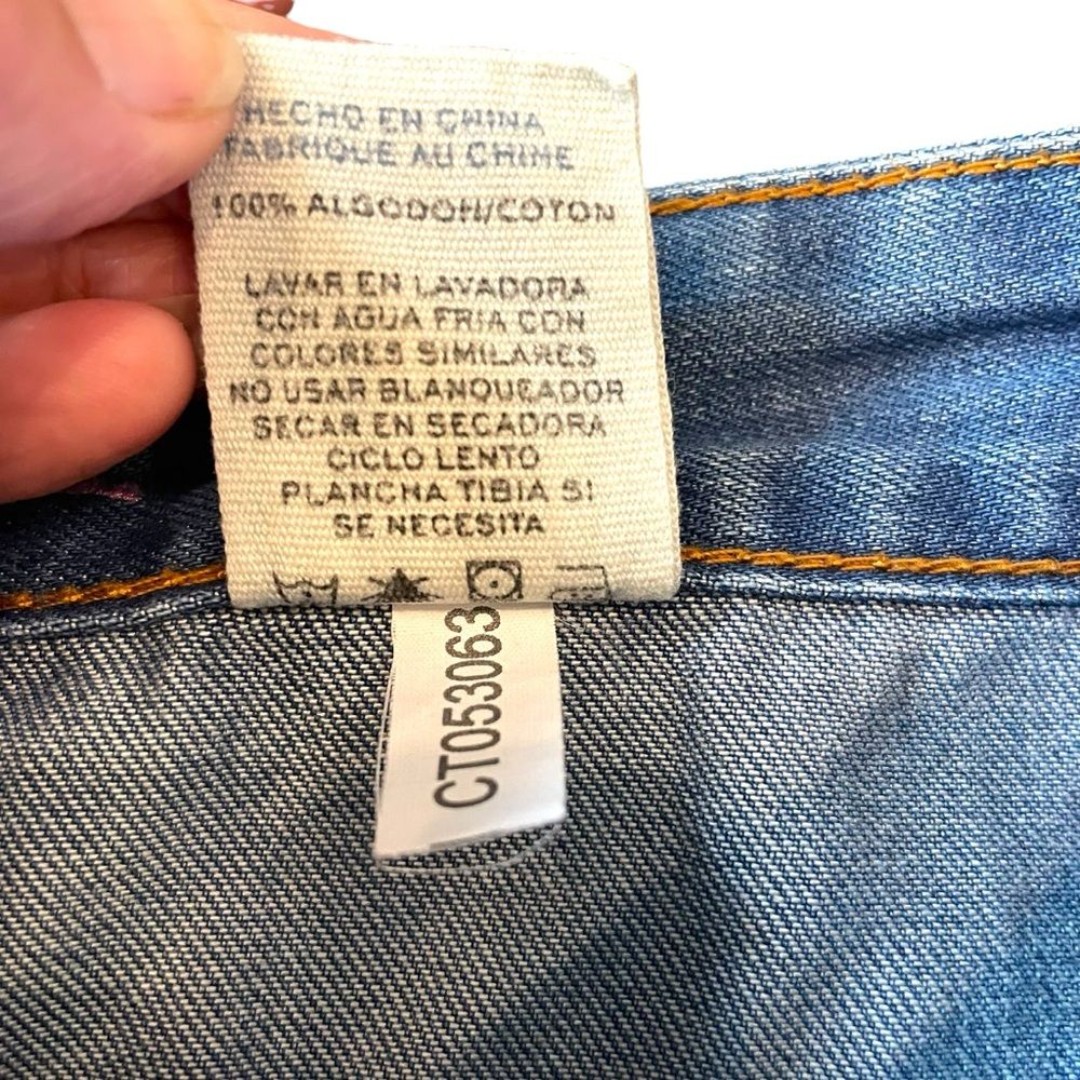 HECHO EN CHINA
FABRIQUE AU CHINE
100% ALGODON/COTON
LAVAR EN LAVADORA
CON AGUA FRIA CON
COLORES SIMILARES
NO USAR BLANQUEADOR
SECAR EN SECADORA
CICLO LENTO
PLANCHA TIBIA SI
SE NECESITA
CT053063